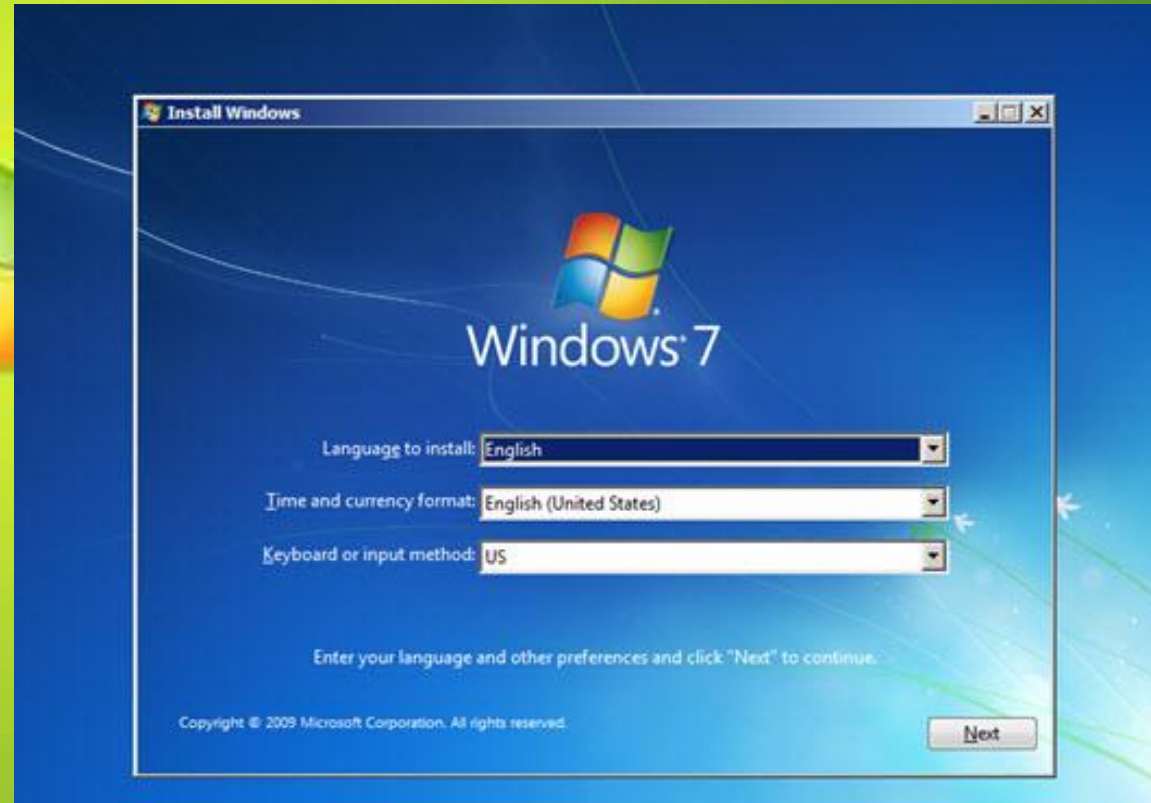 Install Windows
Windows 7
Language to install: English
Time and currency format: English (United States)
Keyboard or input method: US
Enter your language and other preferences and click "Next" to continue.
Copyright © 2009 Microsoft Corporation. All rights reserved.
Next